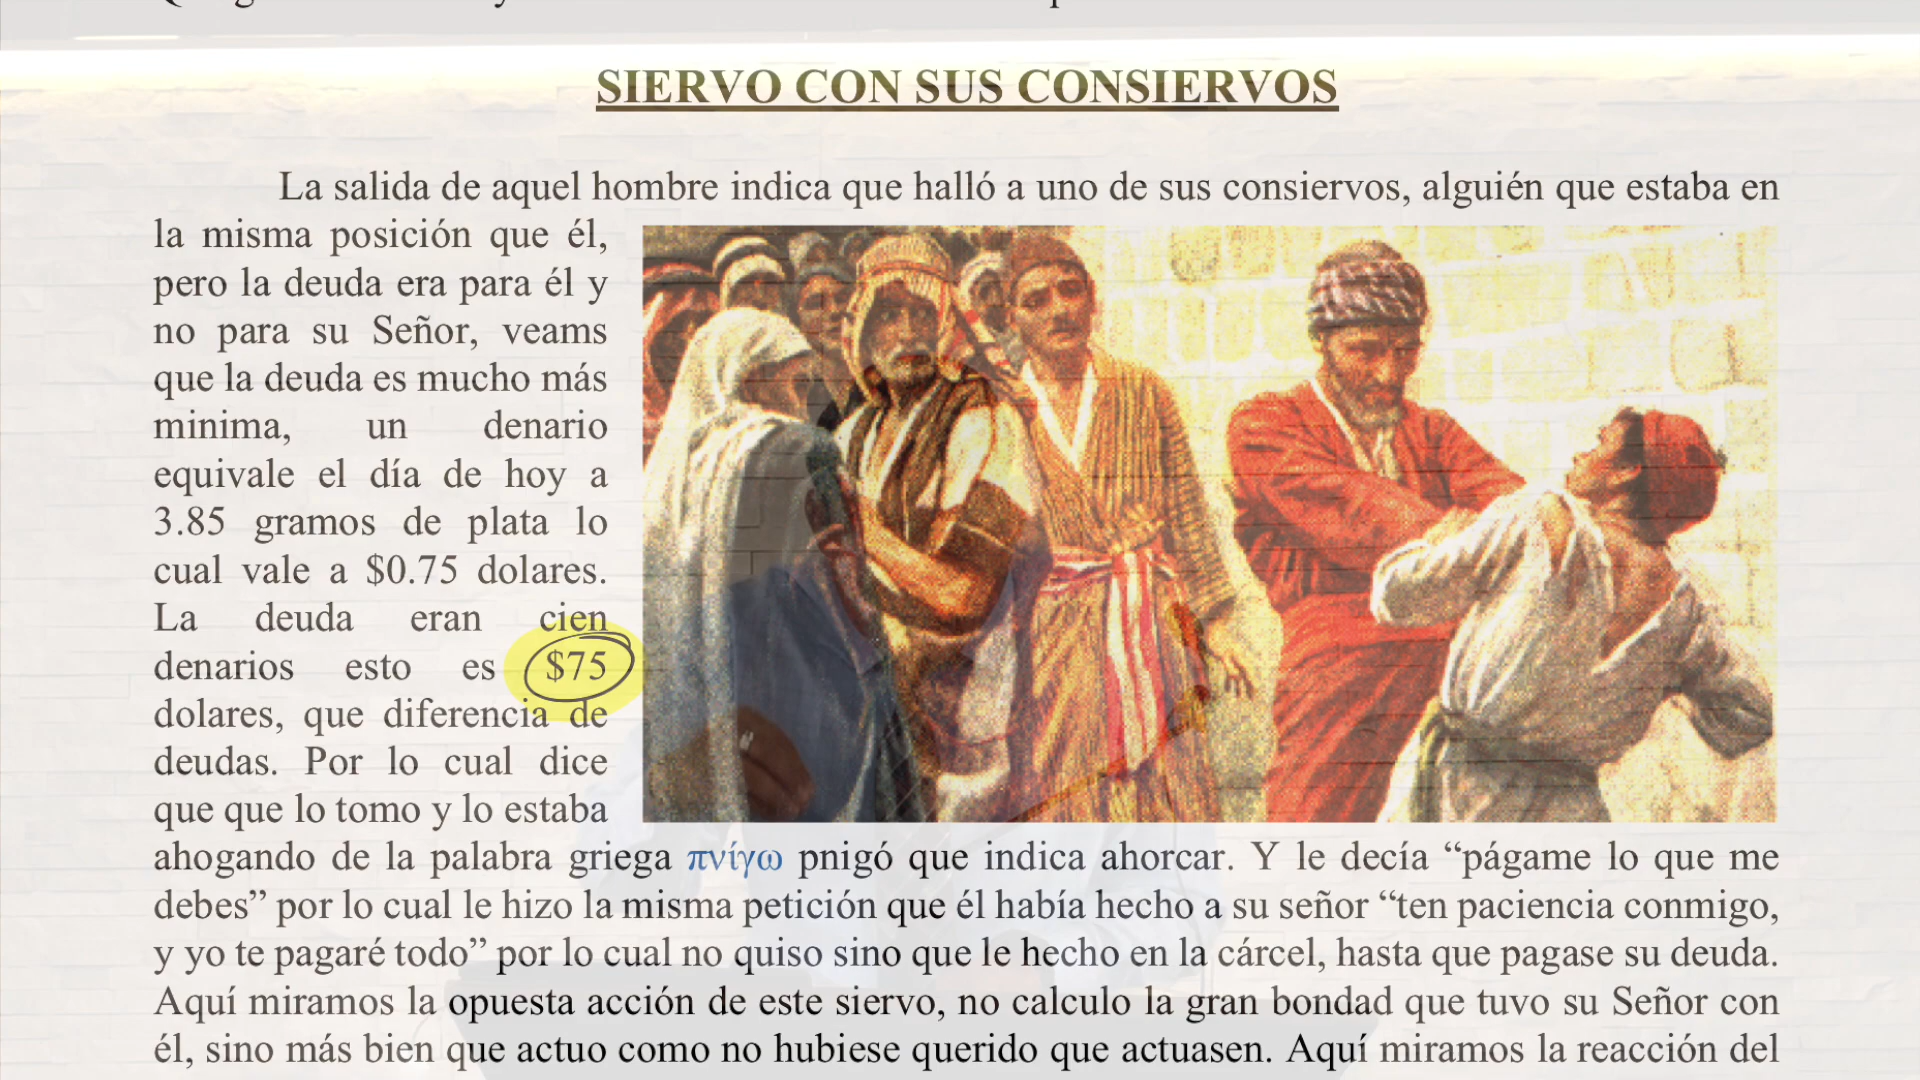 SIERVO CON SUS CONSIERVOS
La salida de aquel hombre indica que halló a uno de sus consiervos, alguién que estaba en
la misma posición que él,
pero la deuda era para él y
no para su Señor, veams
que la deuda es mucho más
minima, un denario
equivale el día de hoy a
3.85 gramos de plata lo
cual vale a $0.75 dolares.
La deuda eran cien
denarios esto es $75
dolares, que diferencia de
deudas. Por lo cual dice
que que lo tomo y lo estaba
ahogando de la palabra griega πνίγω pnigó que indica ahorcar. Y le decía “págame lo que me
debes” por lo cual le hizo la misma petición que él había hecho a su señor “ten paciencia conmigo,
y yo te pagaré todo” por lo cual no quiso sino que le hecho en la cárcel, hasta que pagase su deuda.
Aquí miramos la opuesta acción de este siervo, no calculo la gran bondad que tuvo su Señor con
él, sino más bien que actuo como no hubiese querido que actuasen. Aquí miramos la reacción del